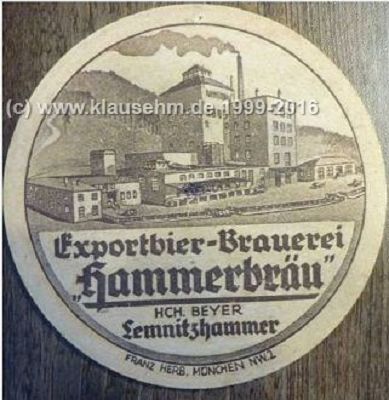 (c) www.klausehm.de 1999-2016
Exportbier-Brauerei
„Hammerbräu"
HCH. BEYER
Lemnitzhammer
FRANZ HERB, MÜNCHEN NW.2